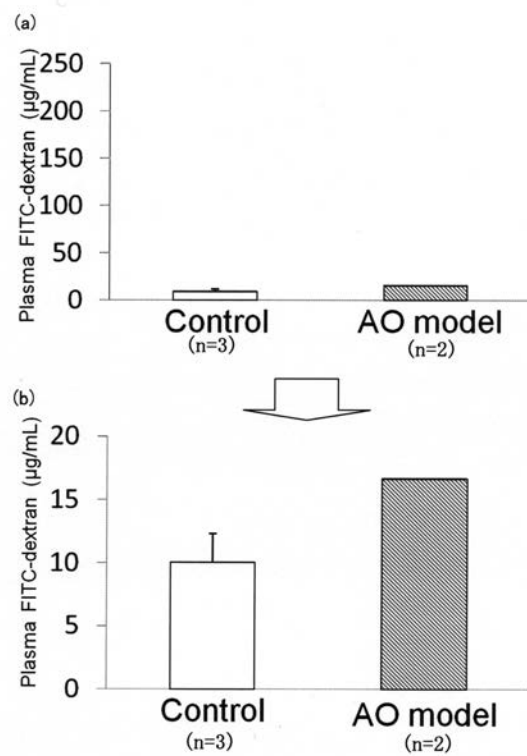 (a)
Plasma FITC-dextran (µg/mL)
250
200
150
100
50
0
Control
(n=3)
AO model
(n=2)
(b)
Plasma FITC-dextran (µg/mL)
20
15
10
5
0
Control
(n=3)
AO model
(n=2)